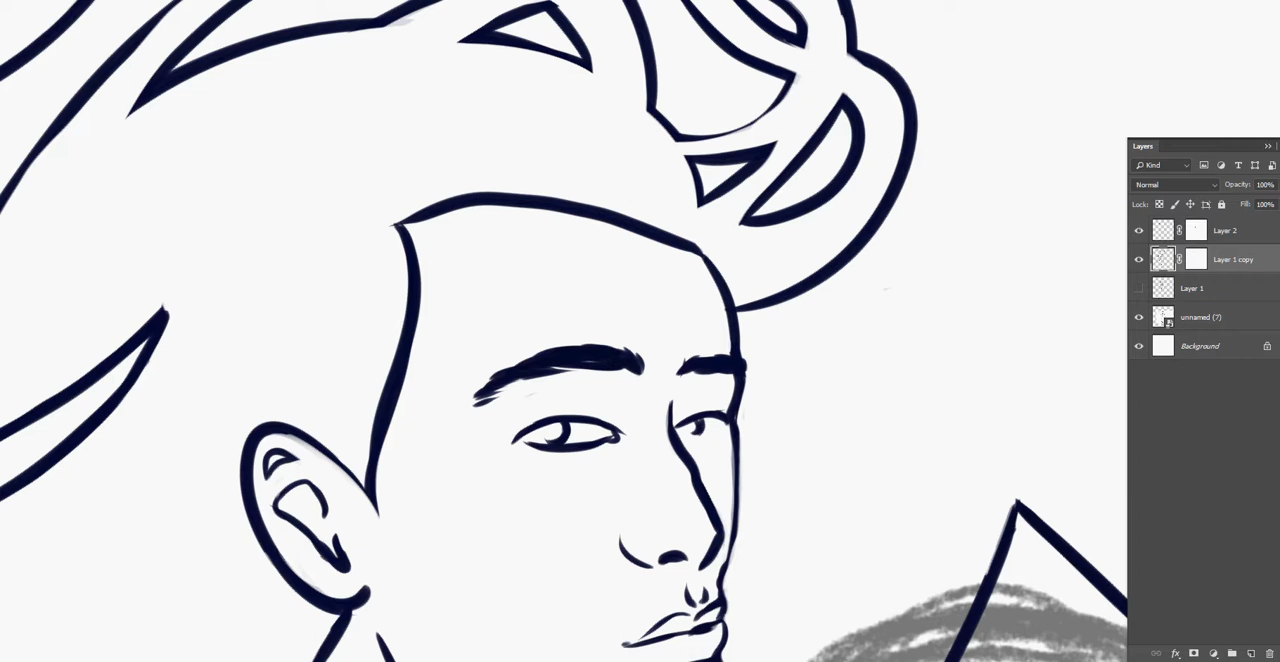 Layers
Kind
Normal Opacity: 100%
Lock: Fill: 100%
Layer 2
Layer 1 copy
Layer 1
unnamed (7)
Background